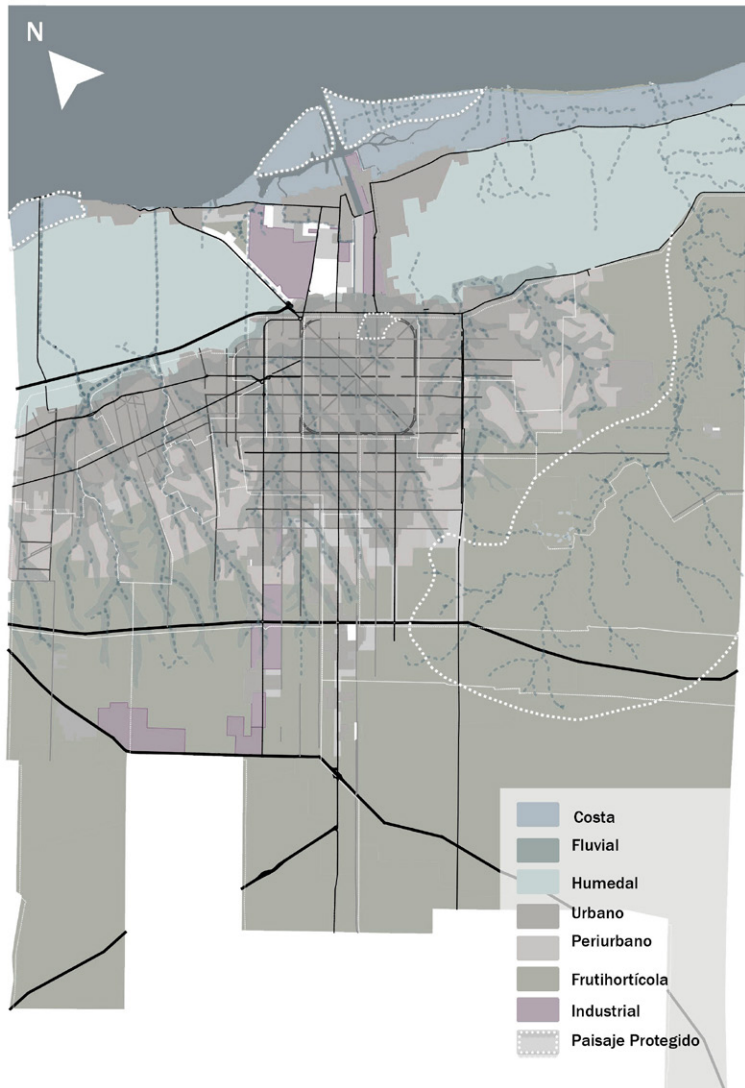 N
Costa
Fluvial
Humedal
Urbano
Periurbano
Frutihortícola
Industrial
Paisaje Protegido